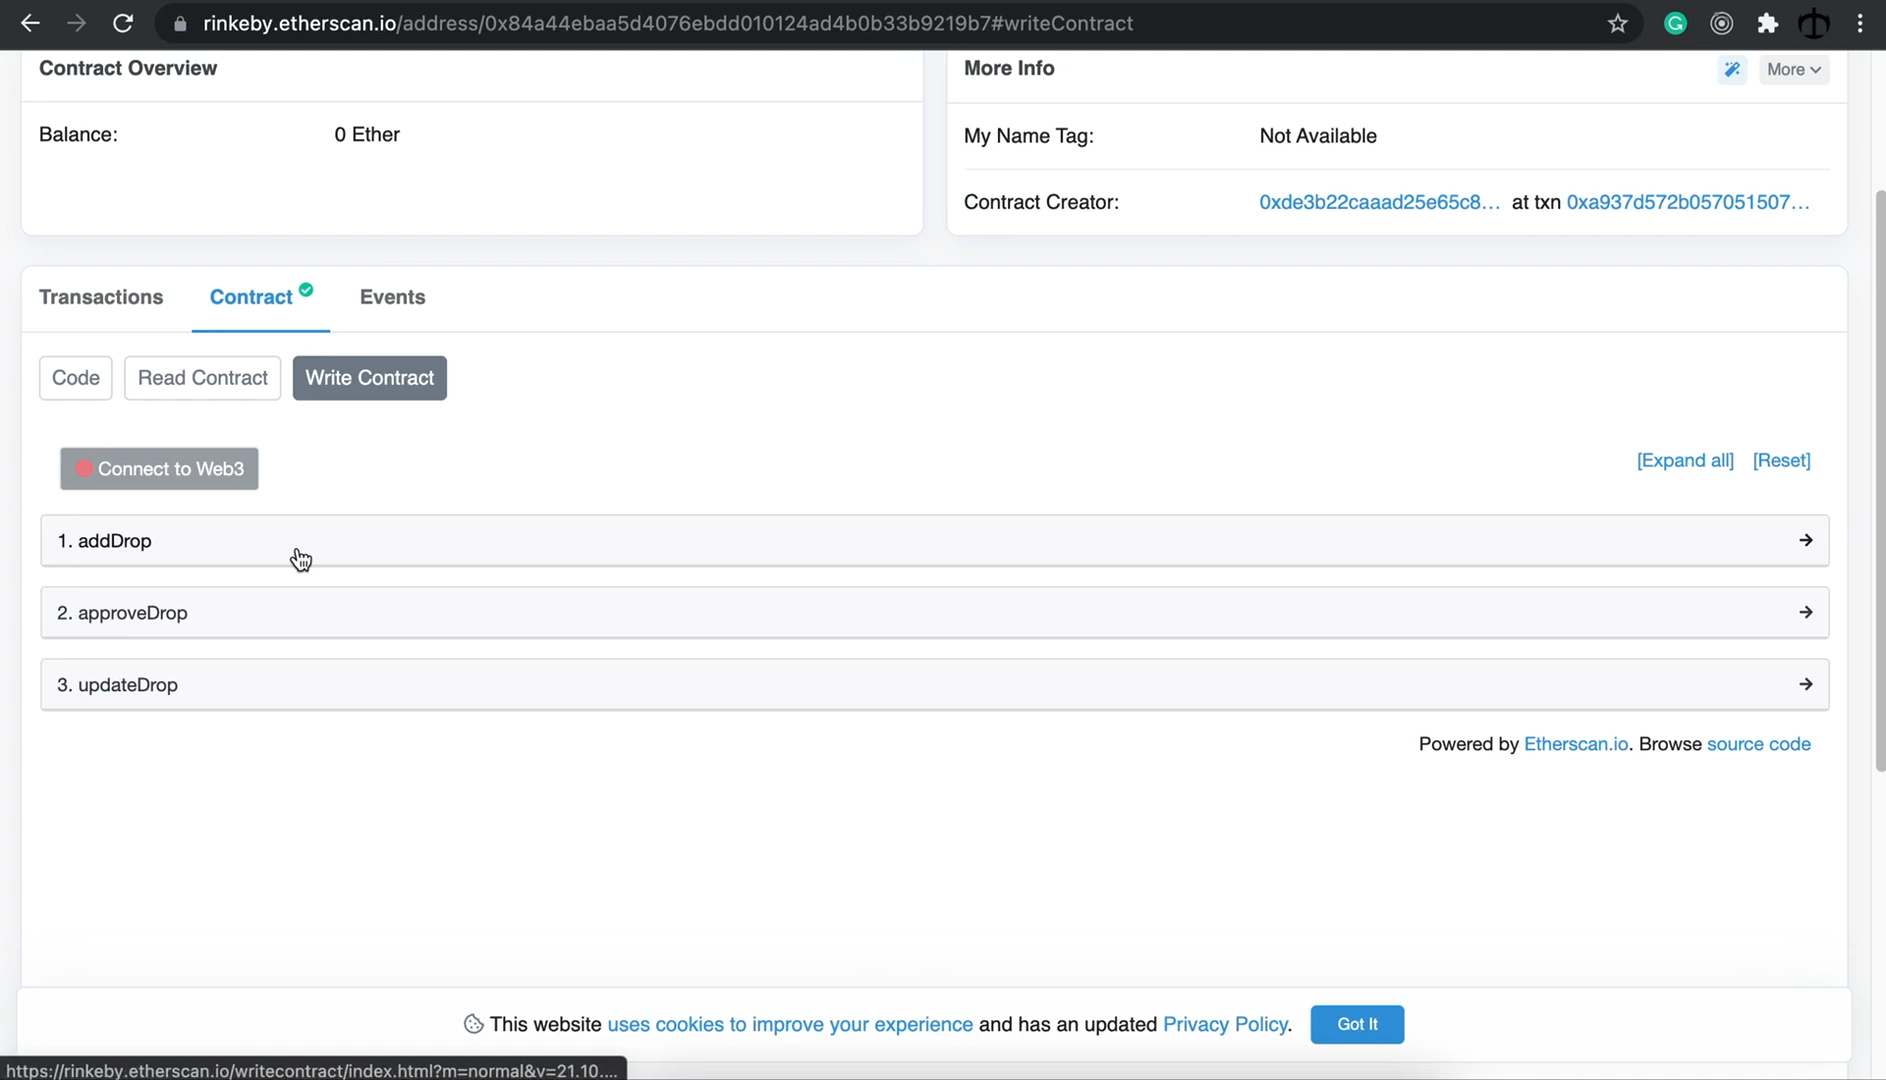 rinkeby.etherscan.io/address/0x84a44ebaa5d4076ebdd010124ad4b0b33b9219b7#writeContract
Contract Overview
Balance: 0 Ether
More Info
More
My Name Tag: Not Available
Contract Creator: 0xde3b22caaad25e65c8... at txn 0xa937d572b057051507...
Transactions Contract Events
Code Read Contract Write Contract
Connect to Web3
[Expand all] [Reset]
1. addDrop
2. approveDrop
3. updateDrop
Powered by Etherscan.io. Browse source code
This website uses cookies to improve your experience and has an updated Privacy Policy.
Got It
https://rinkeby.etherscan.io/writecontract/index.html?m=normal&v=21.10....